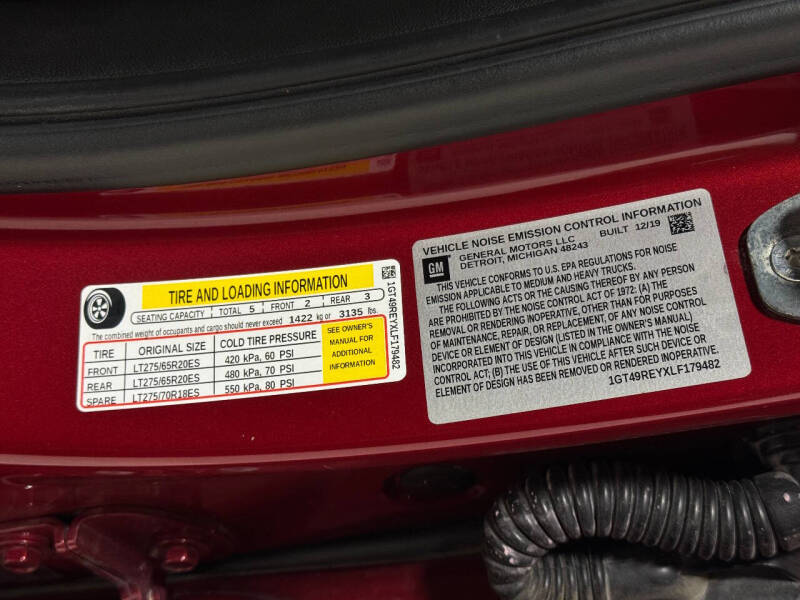 TIRE AND LOADING INFORMATION
SEATING CAPACITY TOTAL 5 FRONT 2 REAR 3
The combined weight of occupants and cargo should never exceed 1422 kg or 3135 lbs.
TIRE ORIGINAL SIZE COLD TIRE PRESSURE
FRONT LT275/65R20ES 420 kPa, 60 PSI
REAR LT275/65R20ES 480 kPa, 70 PSI
SPARE LT275/70R18ES 550 kPa, 80 PSI
SEE OWNER'S
MANUAL FOR
ADDITIONAL
INFORMATION
1GT49REYXLF179482
VEHICLE NOISE EMISSION CONTROL INFORMATION
GM
GENERAL MOTORS LLC BUILT 12/19
DETROIT, MICHIGAN 48243
THIS VEHICLE CONFORMS TO U.S. EPA REGULATIONS FOR NOISE
EMISSION APPLICABLE TO MEDIUM AND HEAVY TRUCKS.
THE FOLLOWING ACTS OR THE CAUSING THEREOF BY ANY PERSON
ARE PROHIBITED BY THE NOISE CONTROL ACT OF 1972: (A) THE
REMOVAL OR RENDERING INOPERATIVE, OTHER THAN FOR PURPOSES
OF MAINTENANCE, REPAIR, OR REPLACEMENT, OF ANY NOISE CONTROL
DEVICE OR ELEMENT OF DESIGN (LISTED IN THE OWNER'S MANUAL)
INCORPORATED INTO THIS VEHICLE IN COMPLIANCE WITH THE NOISE
CONTROL ACT; (B) THE USE OF THIS VEHICLE AFTER SUCH DEVICE OR
ELEMENT OF DESIGN HAS BEEN REMOVED OR RENDERED INOPERATIVE.
1GT49REYXLF179482